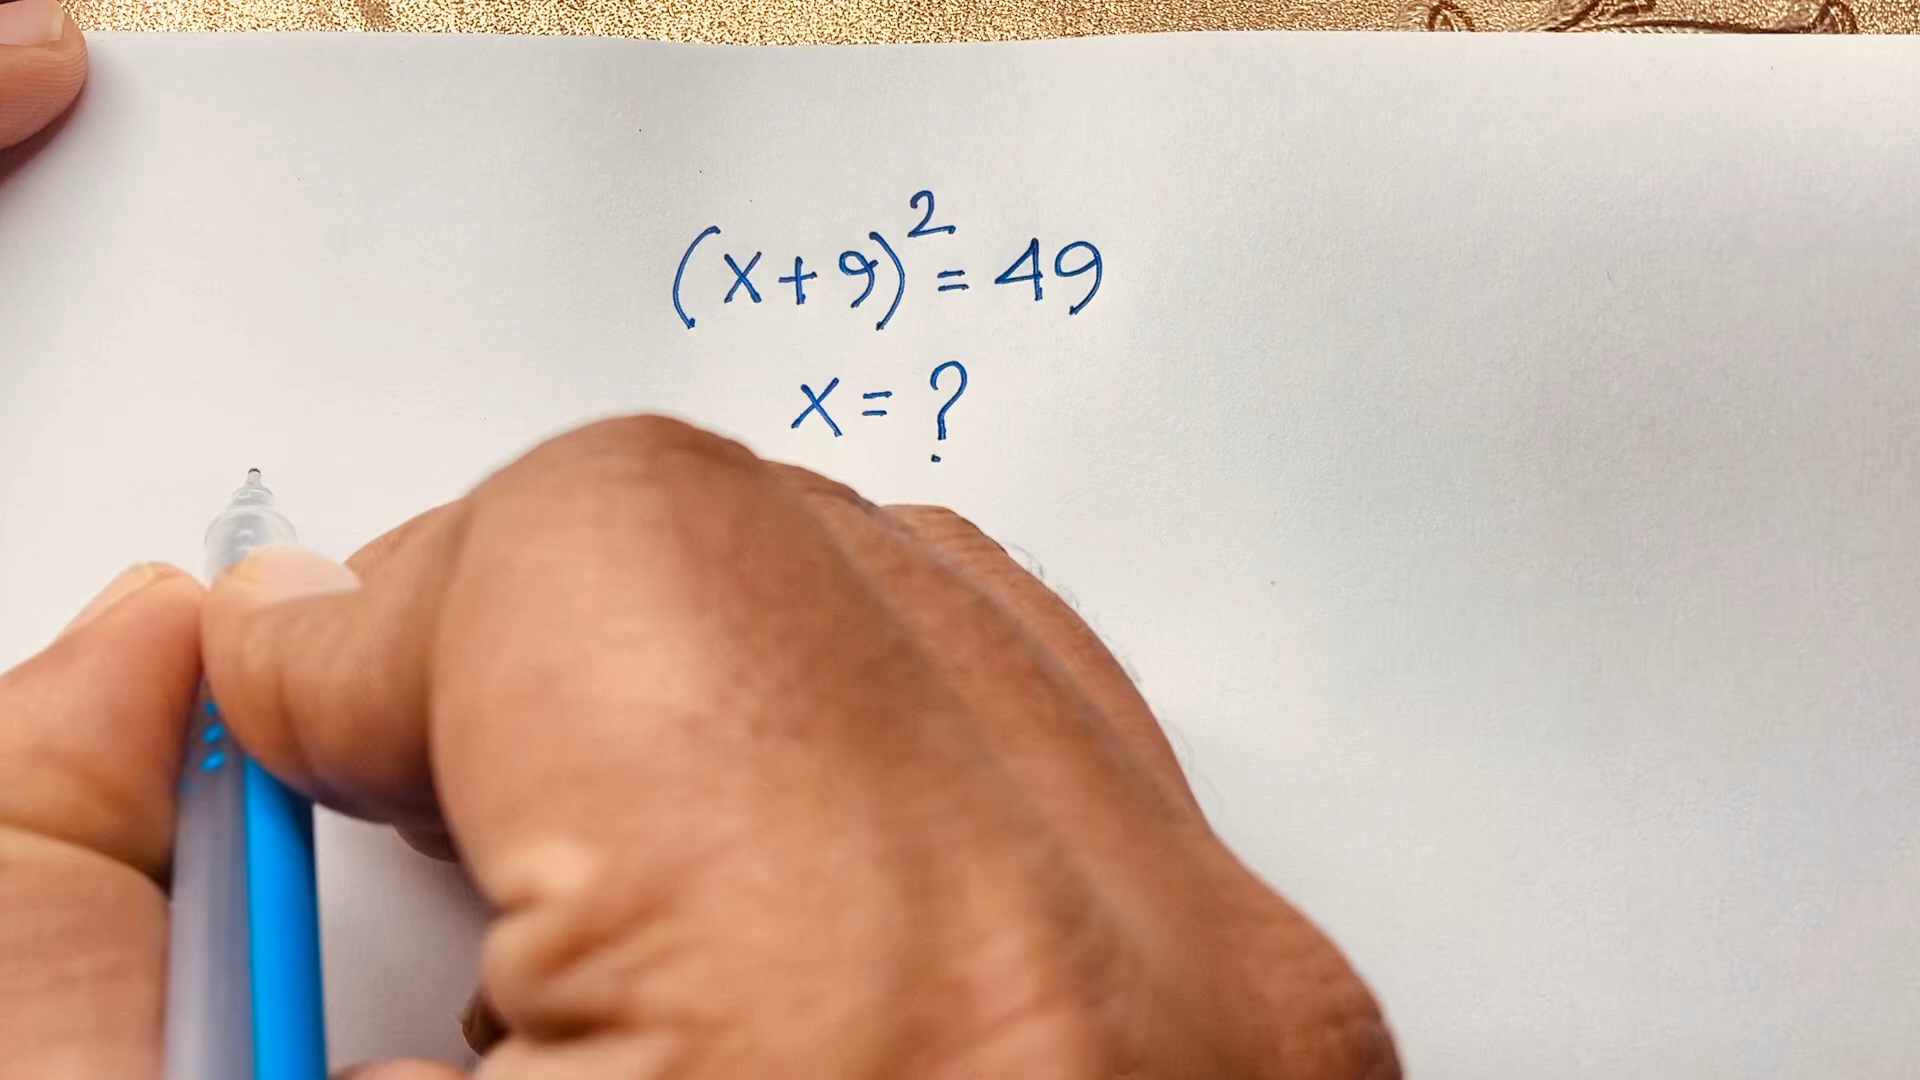 (x+9)² = 49
x = ?